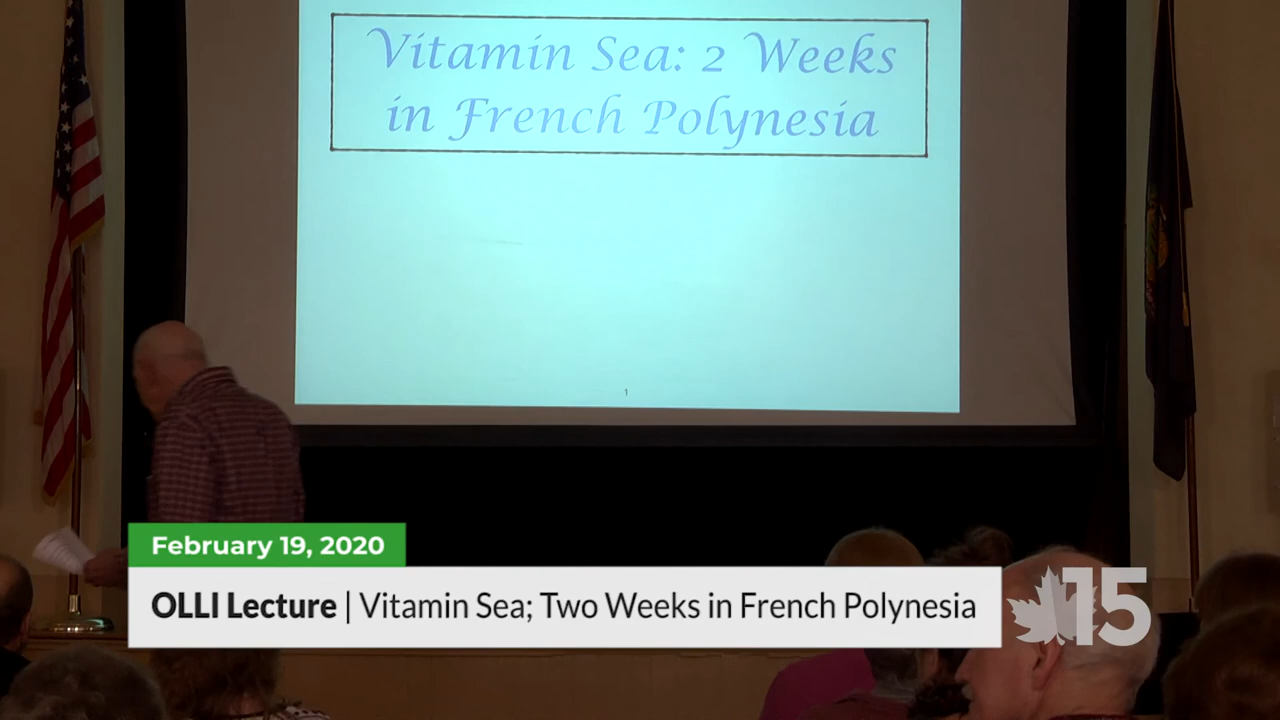 Vitamin Sea: 2 Weeks
in French Polynesia
1
February 19, 2020
OLLI Lecture | Vitamin Sea; Two Weeks in French Polynesia
15